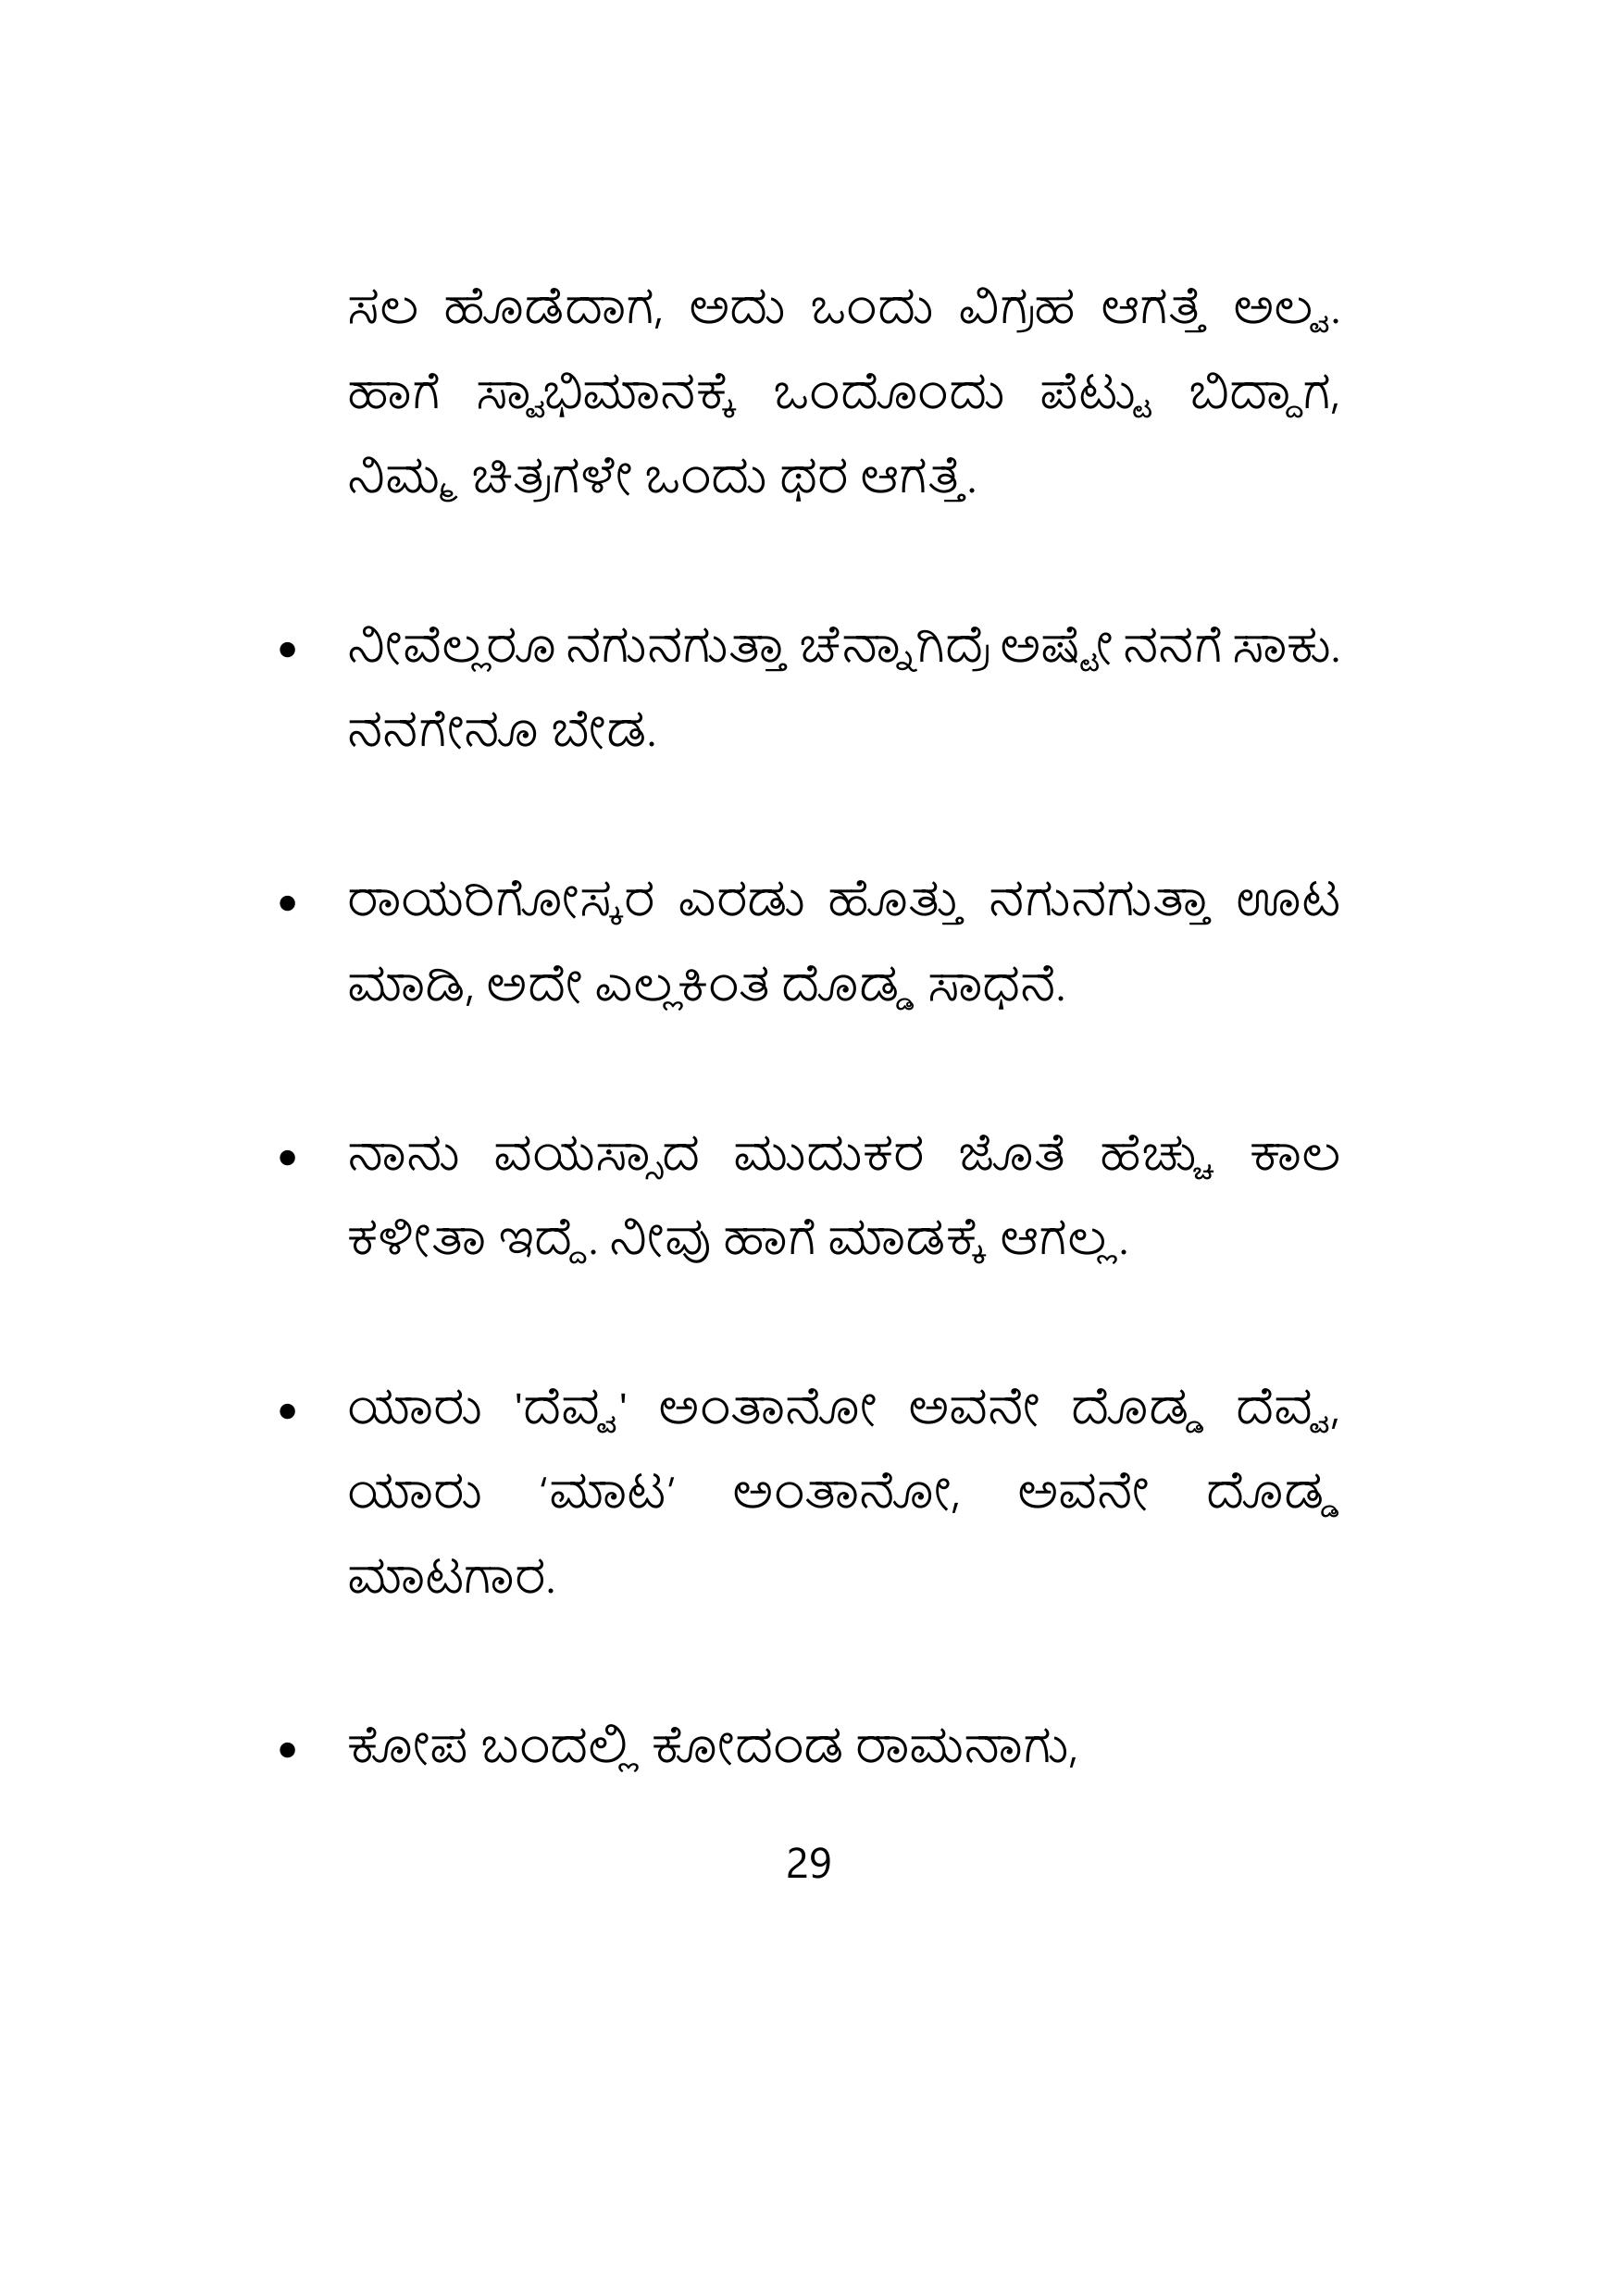 ಸಲ ಹೊಡೆದಾಗ, ಅದು ಒಂದು ವಿಗ್ರಹ ಆಗತ್ತೆ ಅಲ್ವ.
ಹಾಗೆ ಸ್ವಾಭಿಮಾನಕ್ಕೆ ಒಂದೊಂದು ಪೆಟ್ಟು ಬಿದ್ದಾಗ,
ನಿಮ್ಮ ಚಿತ್ರಗಳೇ ಒಂದು ಥರ ಆಗತ್ತೆ.
• ನೀವೆಲ್ಲರೂ ನಗುನಗುತ್ತಾ ಚೆನ್ನಾಗಿದ್ರೆ ಅಷ್ಟೇ ನನಗೆ ಸಾಕು.
ನನಗೇನೂ ಬೇಡ.
• ರಾಯರಿಗೋಸ್ಕರ ಎರಡು ಹೊತ್ತು ನಗುನಗುತ್ತಾ ಊಟ
ಮಾಡಿ, ಅದೇ ಎಲ್ಲಕಿಂತ ದೊಡ್ಡ ಸಾಧನೆ.
• ನಾನು ವಯಸ್ಸಾದ ಮುದುಕರ ಜೊತೆ ಹೆಚ್ಚು ಕಾಲ
ಕಳೀತಾ ಇದ್ದೆ. ನೀವು ಹಾಗೆ ಮಾಡಕ್ಕೆ ಆಗಲ್ಲ.
• ಯಾರು 'ದೆವ್ವ' ಅಂತಾನೋ ಅವನೇ ದೊಡ್ಡ ದೆವ್ವ,
ಯಾರು ‘ಮಾಟ’ ಅಂತಾನೋ, ಅವನೇ ದೊಡ್ಡ
ಮಾಟಗಾರ.
• ಕೋಪ ಬಂದಲ್ಲಿ ಕೋದಂಡ ರಾಮನಾಗು,
29